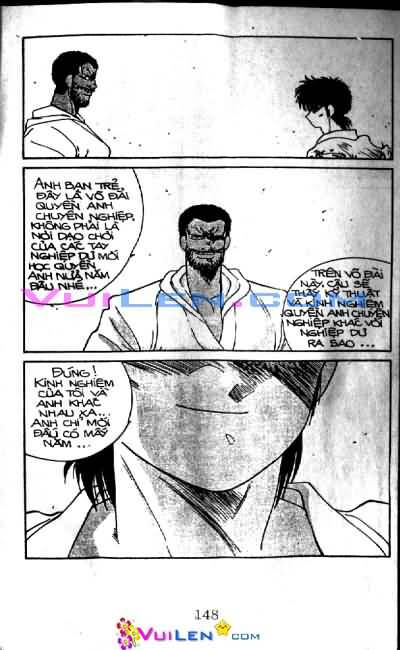 ANH BẠN TRẺ,
ĐÂY LÀ VÕ ĐÀI
QUYỀN ANH
CHUYÊN NGHIỆP,
KHÔNG PHẢI LÀ
NƠI DẠO CHƠI
CỦA CÁC TAY
NGHIỆP DƯ MỚI
HỌC QUYỀN
ANH NỬA NĂM
ĐÂU NHÉ...
TRÊN VÕ ĐÀI
NÀY, CẬU SẼ
THẤY KỸ THUẬT
VÀ KINH NGHIỆM
QUYỀN ANH CHUYÊN
NGHIỆP KHÁC VỚI
NGHIỆP DƯ
RA SAO ...
VUILEN.COM
ĐÚNG!
KINH NGHIỆM
CỦA TÔI VÀ
ANH KHÁC
NHAU XA...
ANH CHỈ MỚI
ĐẤU CÓ MẤY
NĂM ...
148
VUILEN.COM